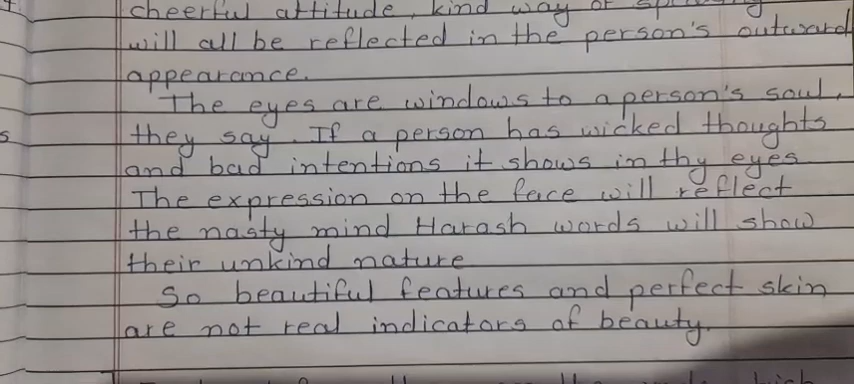 cheerful attitude, kind way of
will all be reflected in the person's outward
appearance.
The eyes are windows to a person's soul,
they say. If a person has wicked thoughts
and bad intentions it shows in thy eyes
The expression on the face will reflect
the nasty mind Harash words will show
their unkind nature
So beautiful features and perfect skin
are not real indicators of beauty.